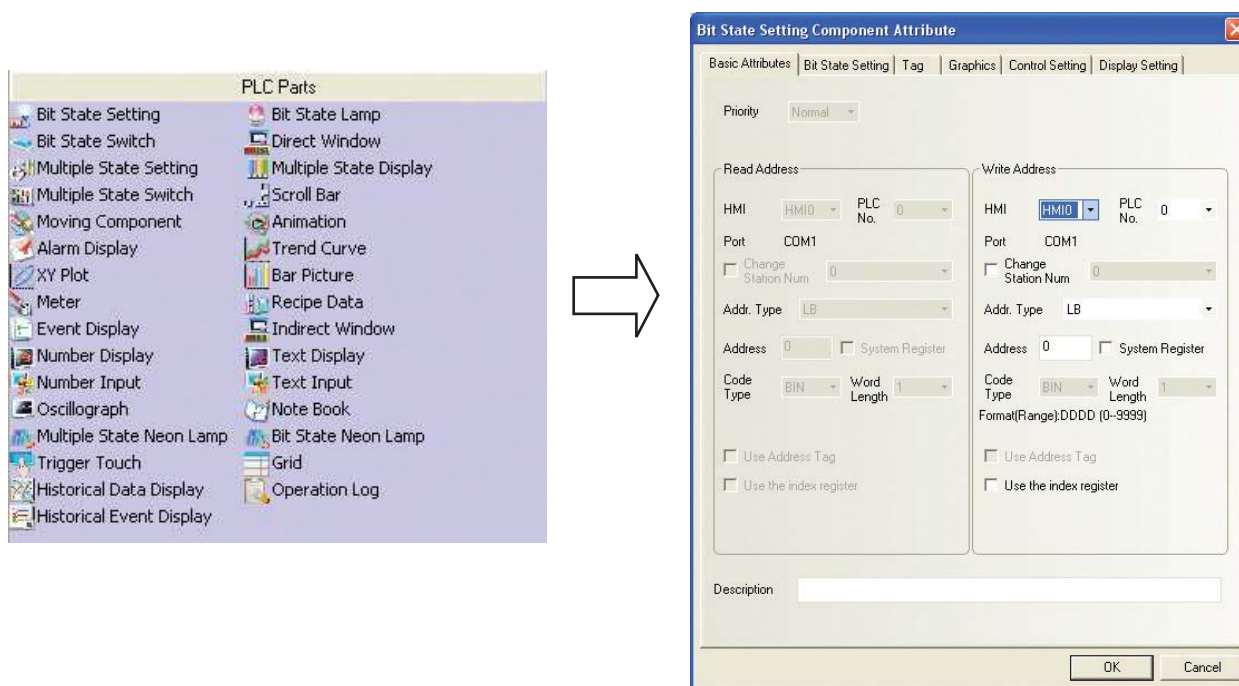 PLC Parts
Bit State Setting Bit State Lamp
Bit State Switch Direct Window
Multiple State Setting Multiple State Display
Multiple State Switch Scroll Bar
Moving Component Animation
Alarm Display Trend Curve
XY Plot Bar Picture
Meter Recipe Data
Event Display Indirect Window
Number Display Text Display
Number Input Text Input
Oscillograph Note Book
Multiple State Neon Lamp Bit State Neon Lamp
Trigger Touch Grid
Historical Data Display Operation Log
Historical Event Display
Bit State Setting Component Attribute
Basic Attributes Bit State Setting Tag Graphics Control Setting Display Setting
Priority Normal
Read Address
HMI HMI0 PLC No. 0
Port COM1
Change Station Num 0
Addr. Type LB
Address 0 System Register
Code Type BIN Word Length 1
Use Address Tag
Use the index register
Write Address
HMI HMI0 PLC No. 0
Port COM1
Change Station Num 0
Addr. Type LB
Address 0 System Register
Code Type BIN Word Length 1
Format(Range):DDDD (0--9999)
Use Address Tag
Use the index register
Description
OK Cancel